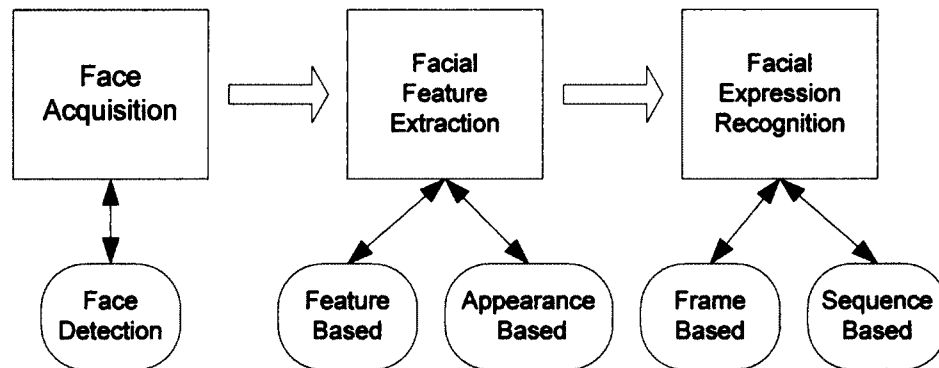 Face
Acquisition
Facial
Feature
Extraction
Facial
Expression
Recognition
Face
Detection
Feature
Based
Appearance
Based
Frame
Based
Sequence
Based